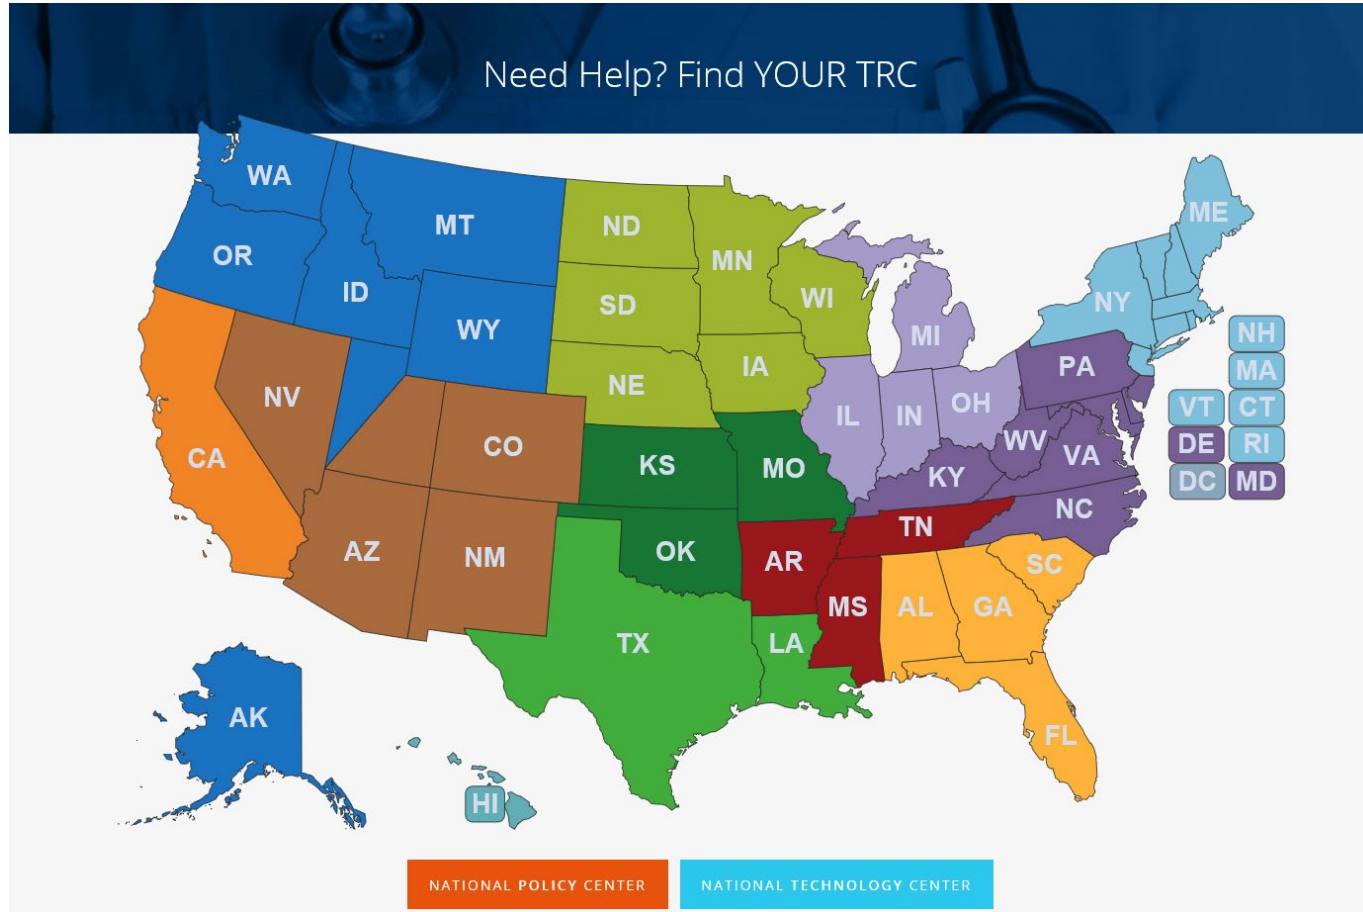 Need Help? Find YOUR TRC
WA
MT
ND
MN
ME
OR
ID
SD
WI
NY
WY
MI
NH
NE
IA
PA
MA
NV
IL
IN
OH
VT
CT
CO
WV
DE
RI
CA
KS
MO
KY
VA
DC
MD
NC
TN
AZ
NM
OK
AR
SC
MS
AL
GA
TX
LA
AK
FL
HI
NATIONAL POLICY CENTER
NATIONAL TECHNOLOGY CENTER